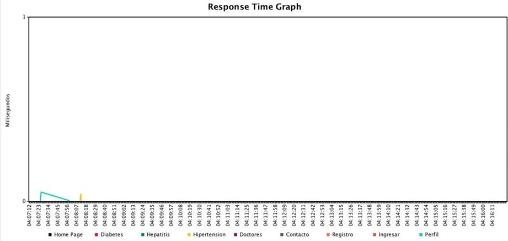 Response Time Graph
1
Milisegundos
0
04:07:12 04:07:23 04:07:34 04:07:45 04:07:56 04:08:07 04:08:18 04:08:29 04:08:40 04:08:51 04:09:02 04:09:13 04:09:24 04:09:35 04:09:46 04:09:57 04:10:08 04:10:19 04:10:30 04:10:41 04:10:52 04:11:03 04:11:14 04:11:25 04:11:36 04:11:47 04:11:58 04:12:09 04:12:20 04:12:31 04:12:42 04:12:53 04:13:04 04:13:15 04:13:26 04:13:37 04:13:48 04:13:59 04:14:10 04:14:21 04:14:32 04:14:43 04:14:54 04:15:05 04:15:16 04:15:27 04:15:38 04:15:49 04:16:00 04:16:11
Home Page Diabetes Hepatitis Hipertension Doctores Contacto Registro Ingresar Perfil